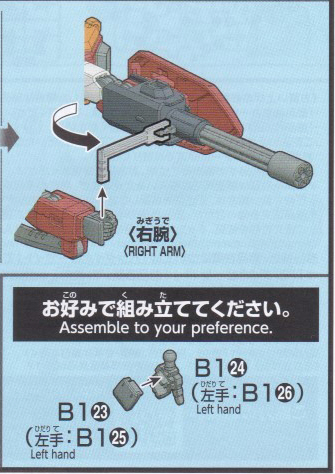 みぎうで
〈右腕〉
〈RIGHT ARM〉
この く た
お好みで組み立ててください。
Assemble to your preference.
B1㉔
ひだり て
(左手:B1㉖)
Left hand
B1㉓
ひだり て
(左手:B1㉕)
Left hand